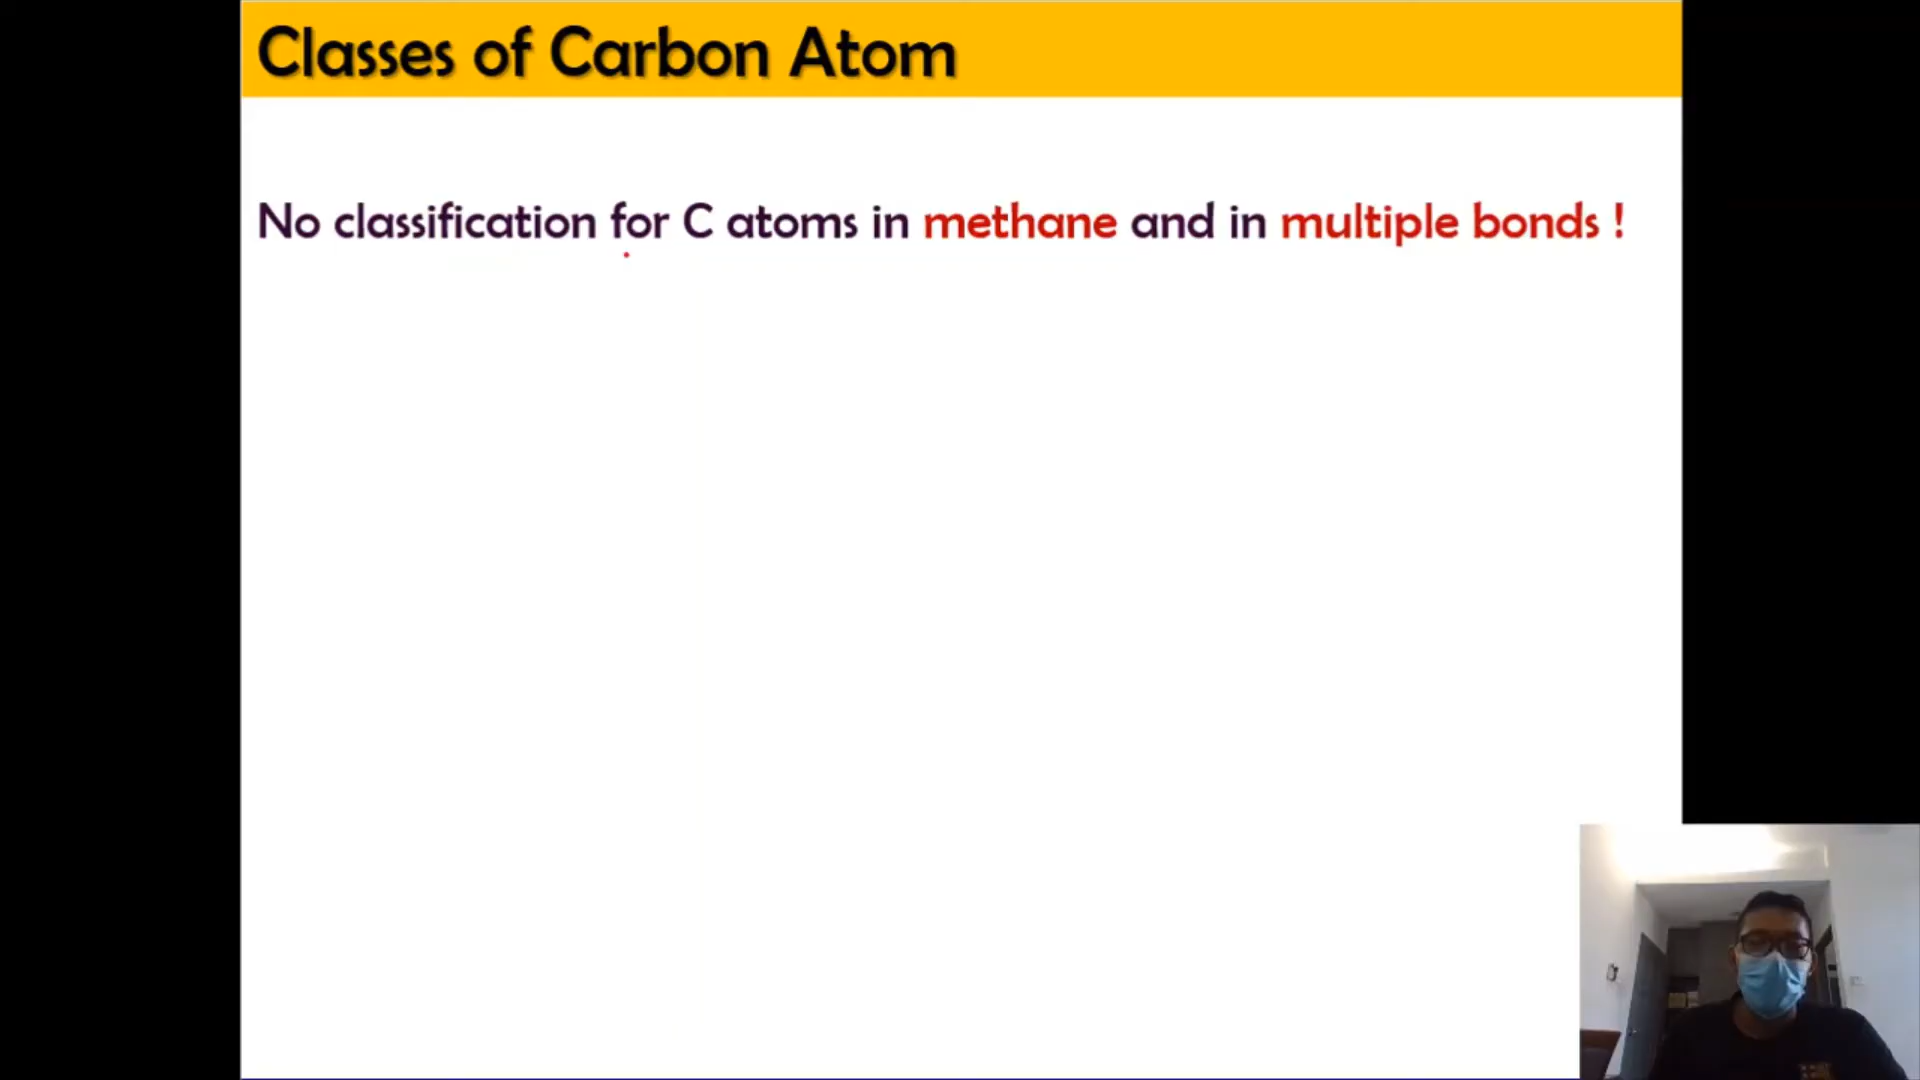 Classes of Carbon Atom
No classification for C atoms in methane and in multiple bonds !